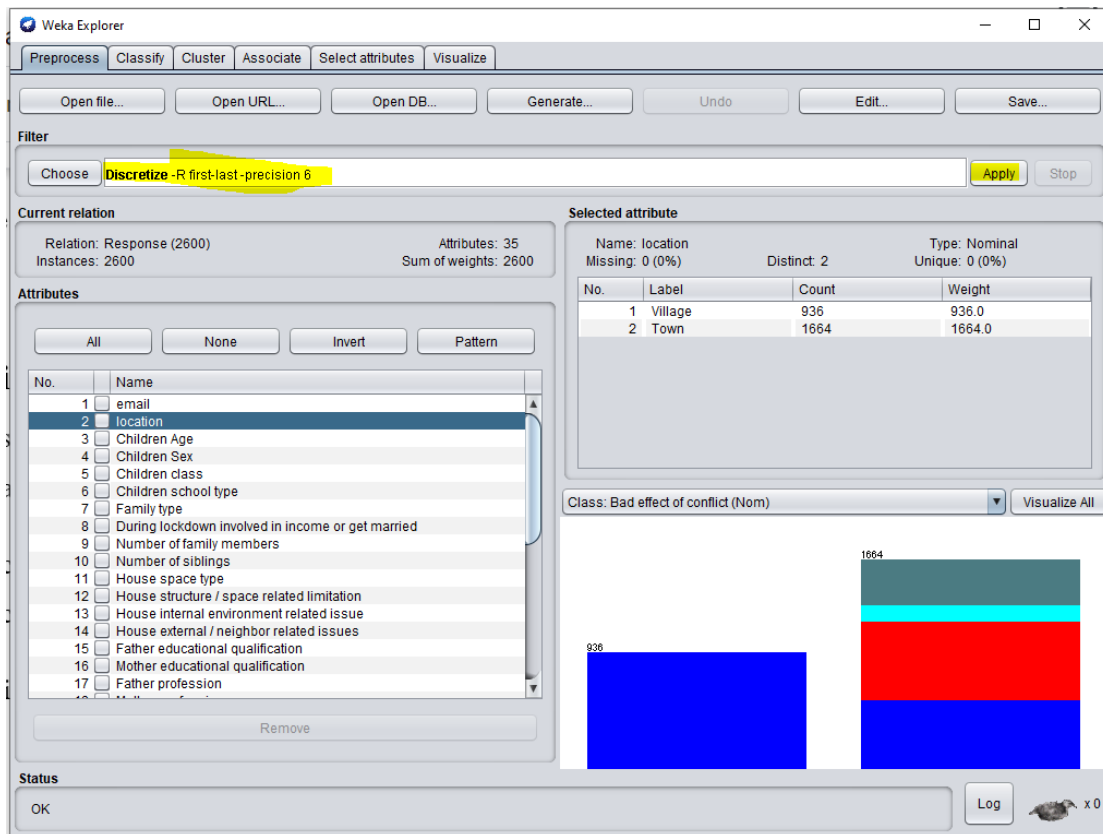 Weka Explorer
Preprocess Classify Cluster Associate Select attributes Visualize
Open file... Open URL... Open DB... Generate... Undo Edit... Save...
Filter
Choose Discretize -R first-last -precision 6 Apply Stop
Current relation
Relation: Response (2600) Attributes: 35
Instances: 2600 Sum of weights: 2600
Attributes
All None Invert Pattern
No. Name
1 email
2 location
3 Children Age
4 Children Sex
5 Children class
6 Children school type
7 Family type
8 During lockdown involved in income or get married
9 Number of family members
10 Number of siblings
11 House space type
12 House structure / space related limitation
13 House internal environment related issue
14 House external / neighbor related issues
15 Father educational qualification
16 Mother educational qualification
17 Father profession
Remove
Selected attribute
Name: location Type: Nominal
Missing: 0 (0%) Distinct: 2 Unique: 0 (0%)
No. Label Count Weight
1 Village 936 936.0
2 Town 1664 1664.0
Class: Bad effect of conflict (Nom) Visualize All
936
1664
Status
OK
Log x 0